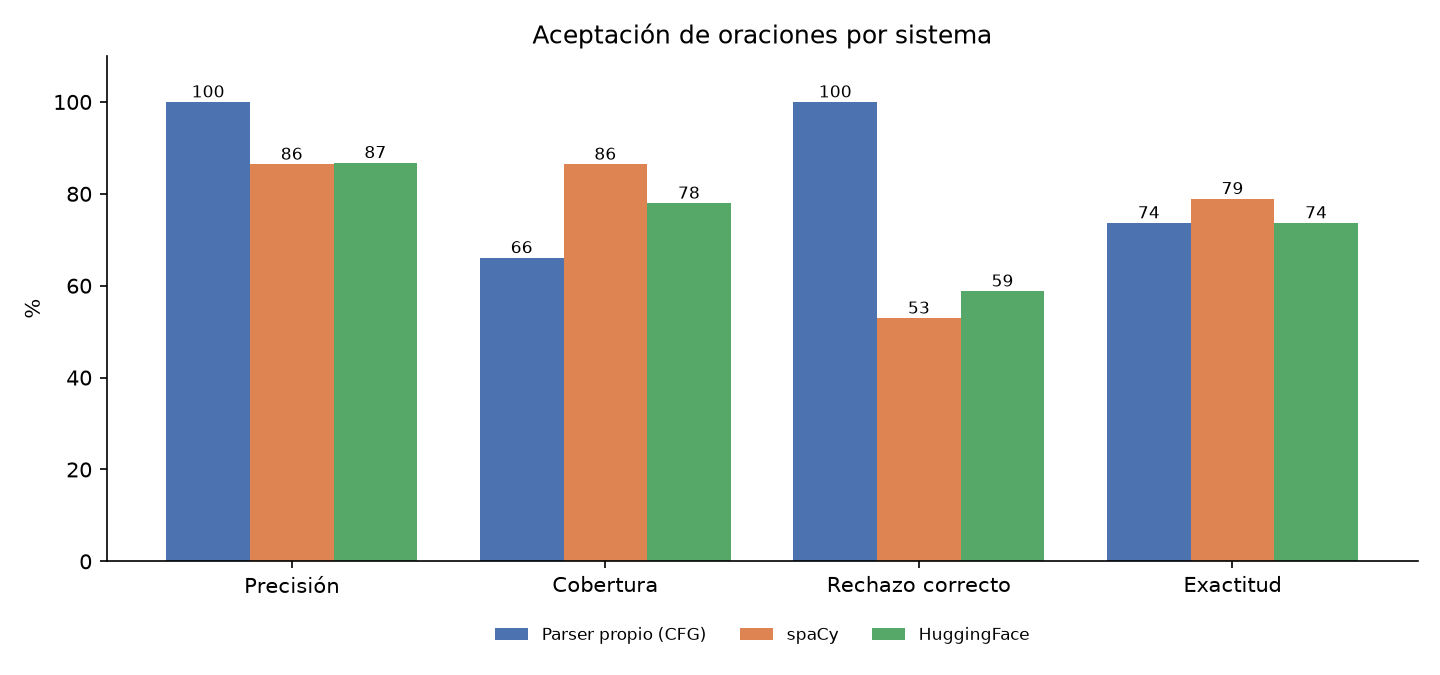 Aceptación de oraciones por sistema
%
100
80
60
40
20
0
100 86 87
66 86 78
100 53 59
74 79 74
Precisión Cobertura Rechazo correcto Exactitud
Parser propio (CFG) spaCy HuggingFace